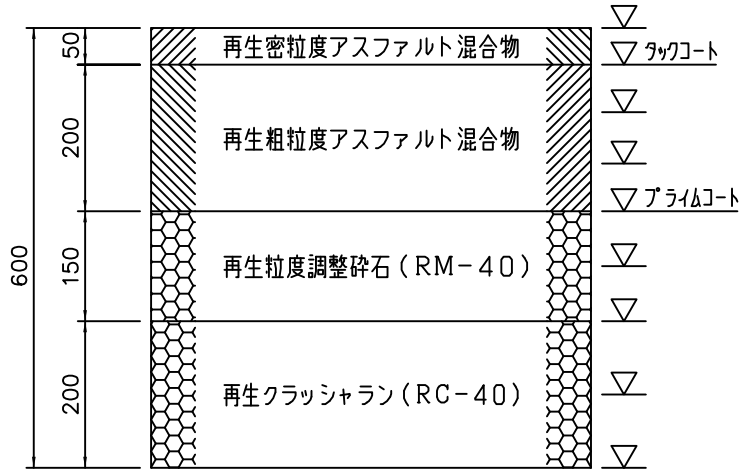 50
再生密粒度アスファルト混合物
タックコート
200
再生粗粒度アスファルト混合物
プライムコート
600
150
再生粒度調整砕石(RM-40)
200
再生クラッシャラン(RC-40)